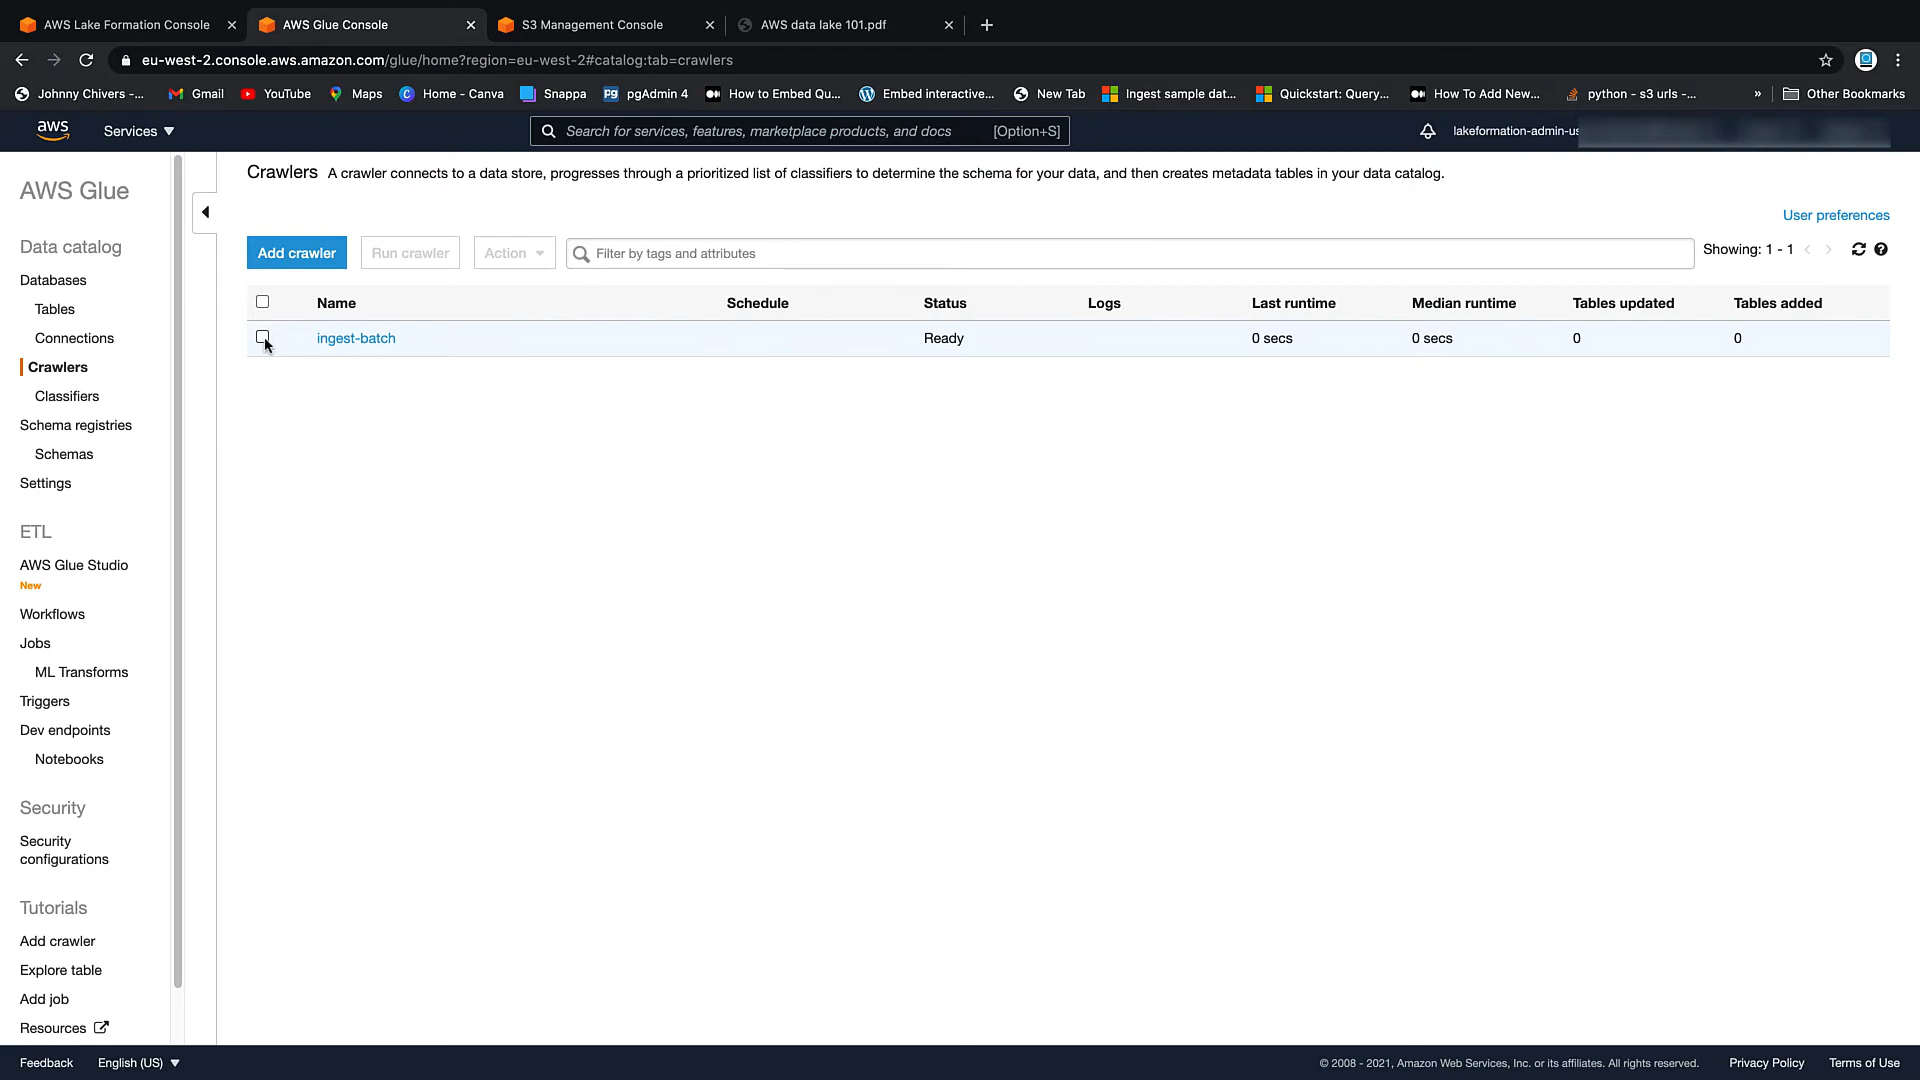 AWS Lake Formation Console
AWS Glue Console
S3 Management Console
AWS data lake 101.pdf
eu-west-2.console.aws.amazon.com/glue/home?region=eu-west-2#catalog:tab=crawlers
Johnny Chivers -...
Gmail
YouTube
Maps
Home - Canva
Snappa
pgAdmin 4
How to Embed Qu...
Embed interactive...
New Tab
Ingest sample dat...
Quickstart: Query...
How To Add New...
python - s3 urls -...
»
Other Bookmarks
aws
Services
Search for services, features, marketplace products, and docs
[Option+S]
lakeformation-admin-us
AWS Glue
Data catalog
Databases
Tables
Connections
Crawlers
Classifiers
Schema registries
Schemas
Settings
ETL
AWS Glue Studio
New
Workflows
Jobs
ML Transforms
Triggers
Dev endpoints
Notebooks
Security
Security
configurations
Tutorials
Add crawler
Explore table
Add job
Resources
Crawlers A crawler connects to a data store, progresses through a prioritized list of classifiers to determine the schema for your data, and then creates metadata tables in your data catalog.
User preferences
Add crawler
Run crawler
Action
Filter by tags and attributes
Showing: 1 - 1
Name Schedule Status Logs Last runtime Median runtime Tables updated Tables added
ingest-batch Ready 0 secs 0 secs 0 0
Feedback
English (US)
© 2008 - 2021, Amazon Web Services, Inc. or its affiliates. All rights reserved.
Privacy Policy
Terms of Use